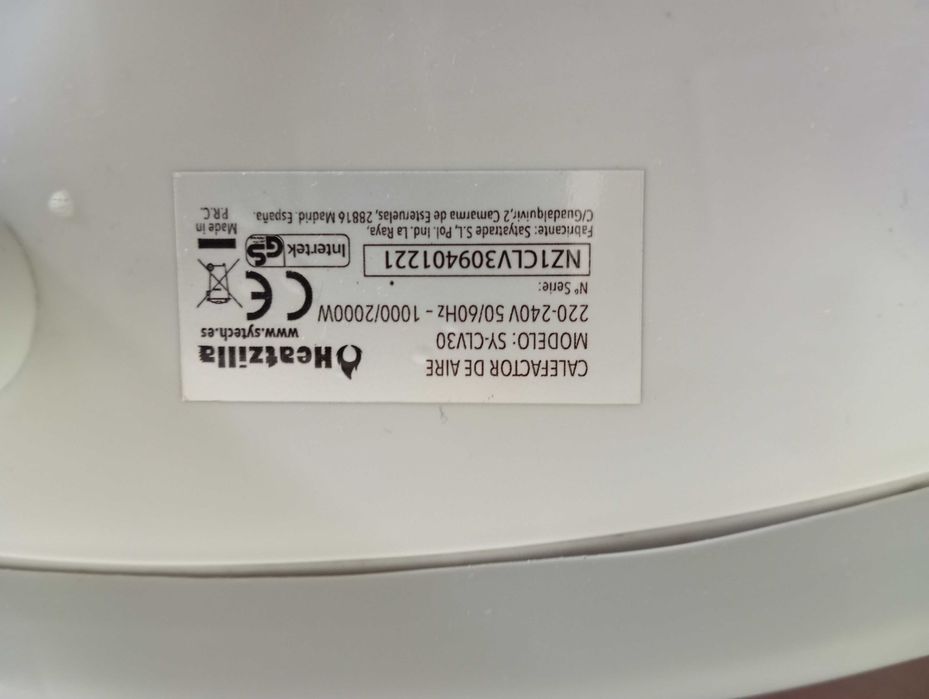 CALEFACTOR DE AIRE
MODELO: SY-CLV30
220-240V 50/60Hz - 1000/2000W
Nº Serie:
NZ1CLV309401221
Fabricante: Satyatrade S.L, Pol. Ind. La Raya,
C/Guadalquivir,2 Camarma de Esteruelas, 28816 Madrid. España.
Heatzilla
www.sytech.es
CE
Intertek GS
Made in
P.R.C.